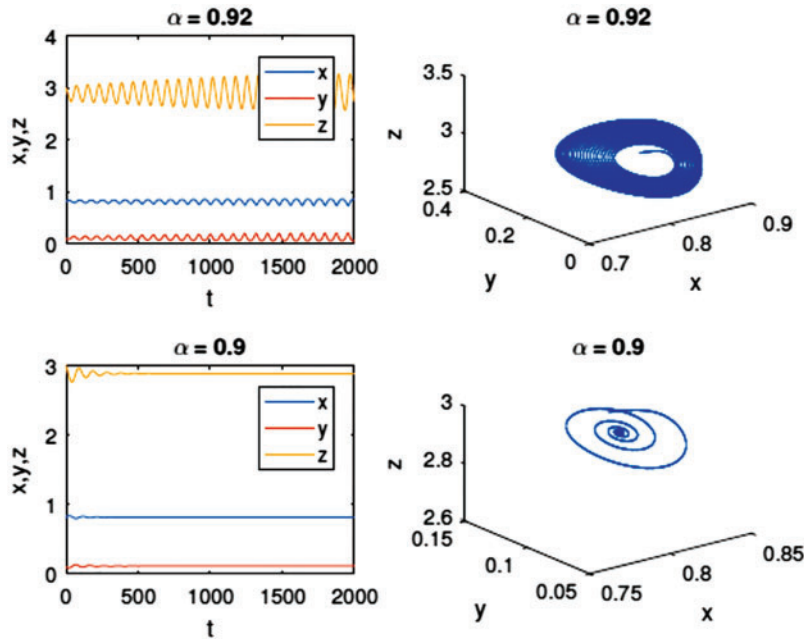 α = 0.92
4
3
2
1
0
x,y,z
0 500 1000 1500 2000
t
x
y
z
α = 0.92
3.5
3
2.5
z
0.4
0.2
0
y
0.7
0.8
0.9
x
α = 0.9
3
2
1
0
x,y,z
0 500 1000 1500 2000
t
x
y
z
α = 0.9
3
2.8
2.6
z
0.15
0.1
0.05
y
0.75
0.8
0.85
x